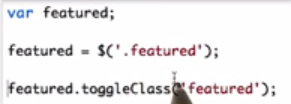 var featured;
featured = $('.featured');
featured.toggleClass('featured');